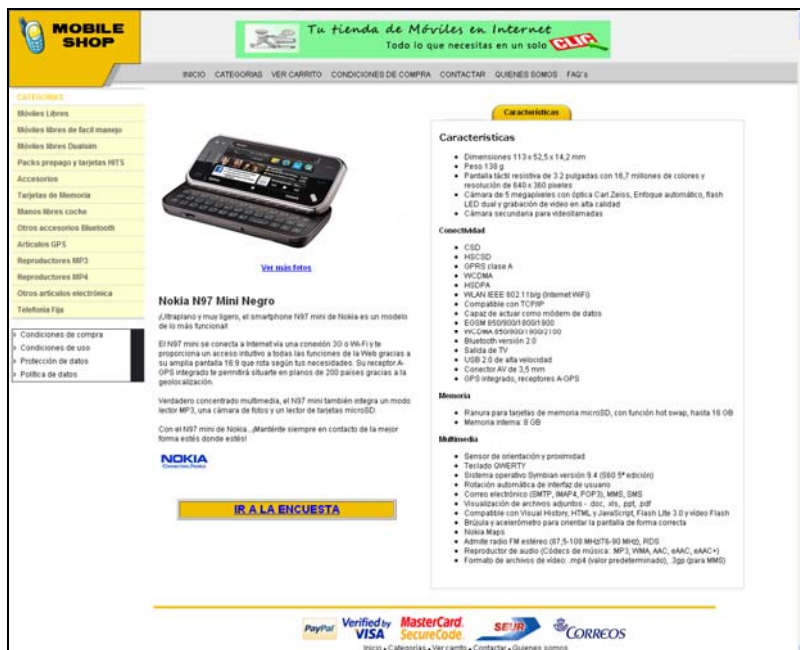 MOBILE
SHOP
Tu tienda de Móviles en Internet
Todo lo que necesitas en un solo CLIC
INICIO CATEGORIAS VER CARRITO CONDICIONES DE COMPRA CONTACTAR QUIENES SOMOS FAQ's
CATEGORIAS
Móviles Libres
Móviles libres de facil manejo
Móviles libres Dualsim
Packs prepago y tarjetas HITS
Accesorios
Tarjetas de Memoria
Manos libres coche
Otros accesorios Bluetooth
Articulos GPS
Reproductores MP3
Reproductores MP4
Otros artículos electrónica
Telefonia Fija
Condiciones de compra
Condiciones de uso
Protección de datos
Política de datos
Ver más fotos
Nokia N97 Mini Negro
¡Ultraplano y muy ligero, el smartphone N97 mini de Nokia es un modelo
de lo más funcional!
El N97 mini se conecta a Internet vía una conexión 3G o Wi-Fi y te
proporciona un acceso intuitivo a todas las funciones de la Web gracias a
su amplia pantalla 16:9 que rota según tus necesidades. Su receptor A-
GPS integrado te permitirá situarte en planos de 200 países gracias a la
geolocalización.
Verdadero concentrado multimedia, el N97 mini también integra un modo
lector MP3, una cámara de fotos y un lector de tarjetas microSD.
Con el N97 mini de Nokia...¡Manténte siempre en contacto de la mejor
forma estés donde estés!
NOKIA
Connecting People
IR A LA ENCUESTA
Características
Características
Dimensiones 113 x 52,5 x 14,2 mm
Peso 138 g
Pantalla táctil resistiva de 3.2 pulgadas con 16,7 millones de colores y
resolución de 640 x 360 píxeles
Cámara de 5 megapíxeles con óptica Carl Zeiss, Enfoque automático, flash
LED dual y grabación de vídeo en alta calidad
Cámara secundaria para videollamadas
Conectividad
CSD
HSCSD
GPRS clase A
WCDMA
HSDPA
WLAN IEEE 802.11b/g (Internet WiFi)
Compatible con TCP/IP
Capaz de actuar como módem de datos
EGSM 850/900/1800/1900
WCDMA 850/900/1900/2100
Bluetooth versión 2.0
Salida de TV
USB 2.0 de alta velocidad
Conector AV de 3,5 mm
GPS integrado, receptores A-GPS
Memoria
Ranura para tarjetas de memoria microSD, con función hot swap, hasta 16 GB
Memoria interna: 8 GB
Multimedia
Sensor de orientación y proximidad
Teclado QWERTY
Sistema operativo Symbian versión 9.4 (S60 5ª edición)
Rotación automática de interfaz de usuario
Correo electrónico (SMTP, IMAP4, POP3), MMS, SMS
Visualización de archivos adjuntos - .doc, .xls, .ppt, .pdf
Compatible con Visual History, HTML y JavaScript, Flash Lite 3.0 y vídeo Flash
Brújula y acelerómetro para orientar la pantalla de forma correcta
Nokia Maps
Admite radio FM estéreo (87,5-108 MHz/76-90 MHz), RDS
Reproductor de audio (Códecs de música: .MP3, WMA, AAC, eAAC, eAAC+)
Formato de archivos de vídeo: .mp4 (valor predeterminado), .3gp (para MMS)
PayPal Verified by VISA MasterCard. SecureCode. SEUR CORREOS
Inicio • Categorías • Ver carrito • Contactar • Quienes somos